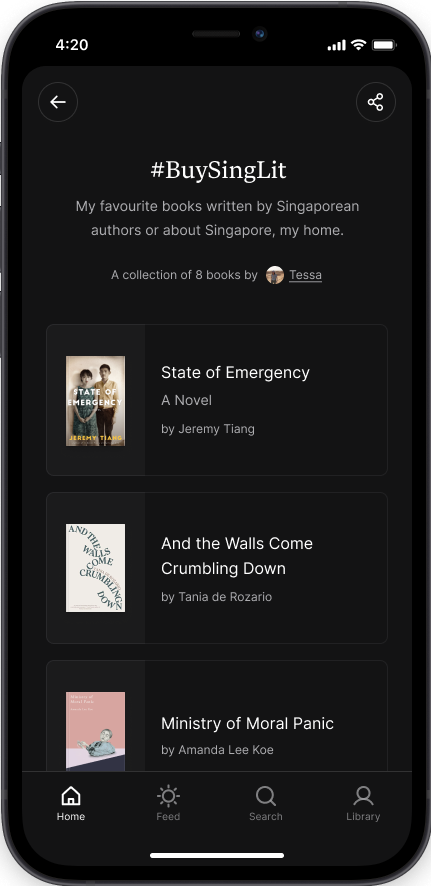 4:20
#BuySingLit
My favourite books written by Singaporean
authors or about Singapore, my home.
A collection of 8 books by Tessa
STATE OF
EMERGENCY
JEREMY TIANG
State of Emergency
A Novel
by Jeremy Tiang
AND THE
WALLS
COME
CRUMBLING
DOWN
And the Walls Come
Crumbling Down
by Tania de Rozario
Ministry of
Moral Panic
Ministry of Moral Panic
by Amanda Lee Koe
Home
Feed
Search
Library